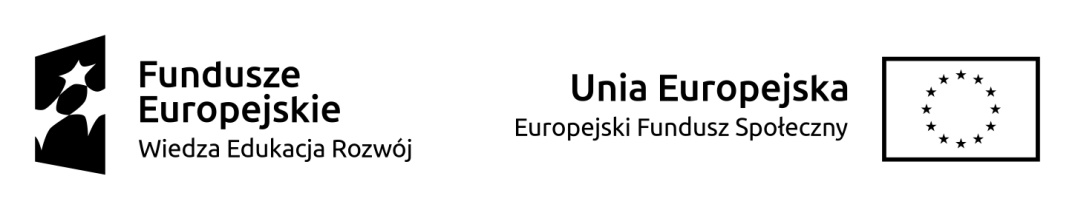 Fundusze
Europejskie
Wiedza Edukacja Rozwój
Unia Europejska
Europejski Fundusz Społeczny